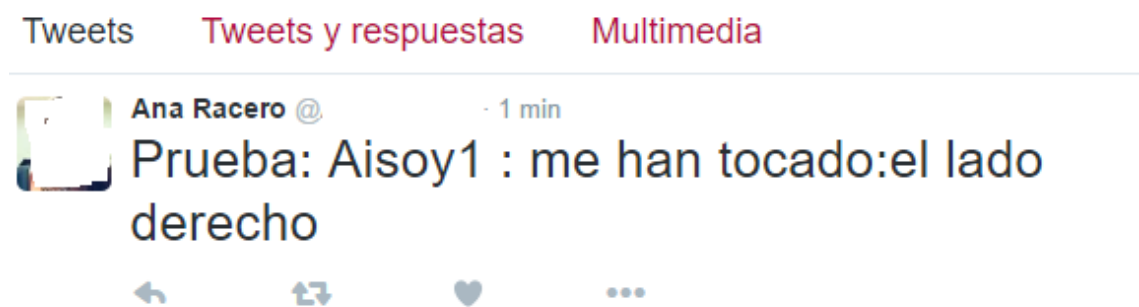 Tweets Tweets y respuestas Multimedia
Ana Racero @ · 1 min
Prueba: Aisoy1 : me han tocado:el lado
derecho